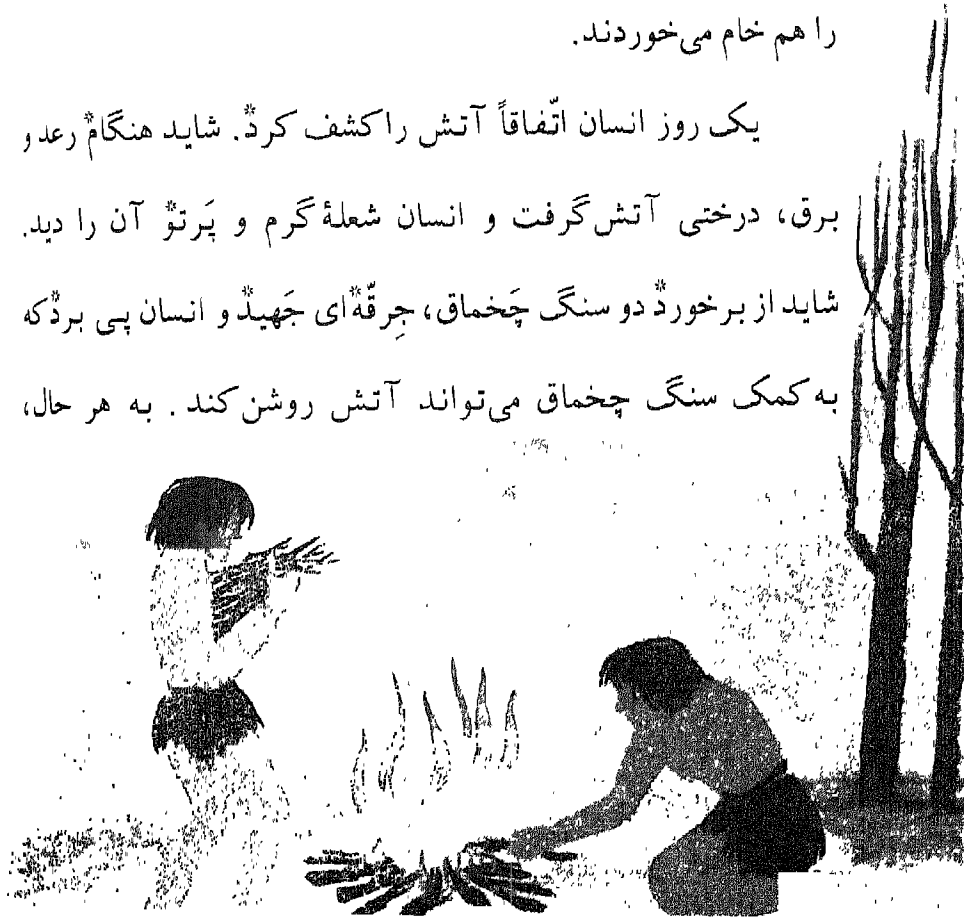 را هم خام می‌خوردند.
یک روز انسان اتّفاقاً آتش را کشف کرد*. شاید هنگام* رعد و
برق، درختی آتش گرفت و انسان شعلهٔ گرم و پَرتو* آن را دید.
شاید از برخورد* دو سنگ چَخماق، جِرقّه*‌ای جَهید* و انسان پی برد* که
به کمک سنگ چخماق می‌تواند آتش روشن کند. به هر حال،